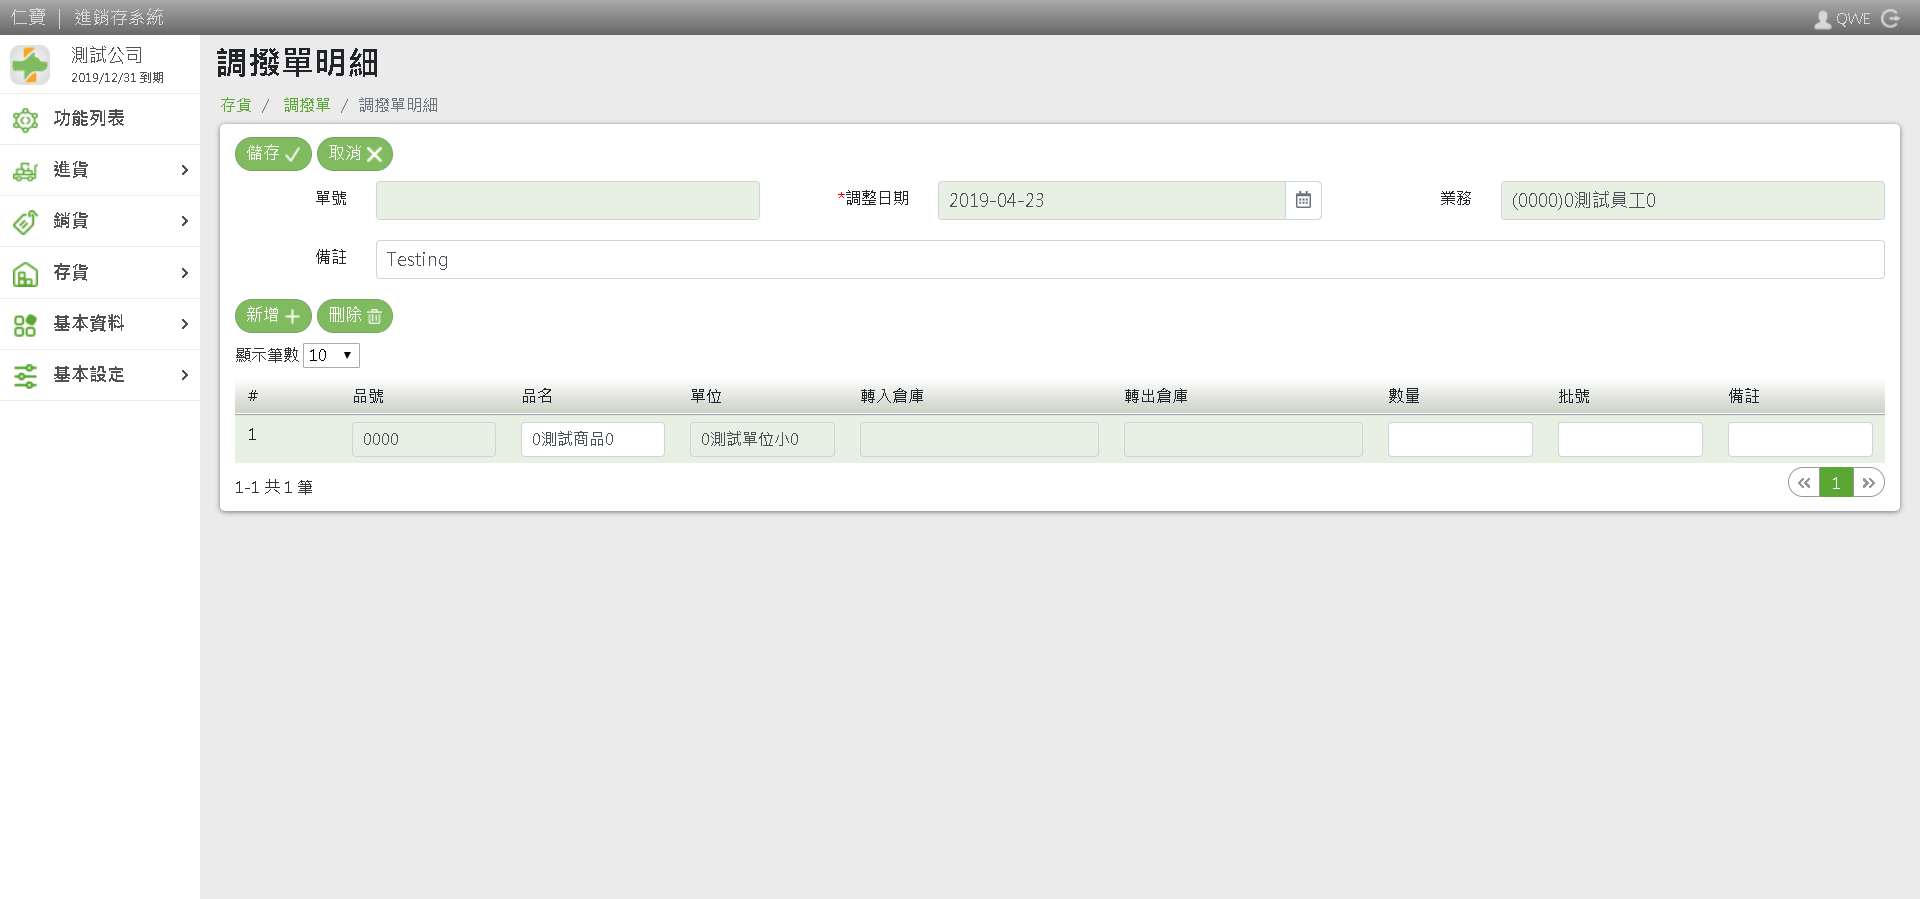 仁寶 | 進銷存系統
QWE
測試公司
2019/12/31 到期
功能列表
進貨
銷貨
存貨
基本資料
基本設定
調撥單明細
存貨 / 調撥單 / 調撥單明細
儲存 取消
單號
*調整日期 2019-04-23
業務 (0000)0測試員工0
備註 Testing
新增 刪除
顯示筆數 10
# 品號 品名 單位 轉入倉庫 轉出倉庫 數量 批號 備註
1 0000 0測試商品0 0測試單位小0
1-1 共 1 筆
« 1 »